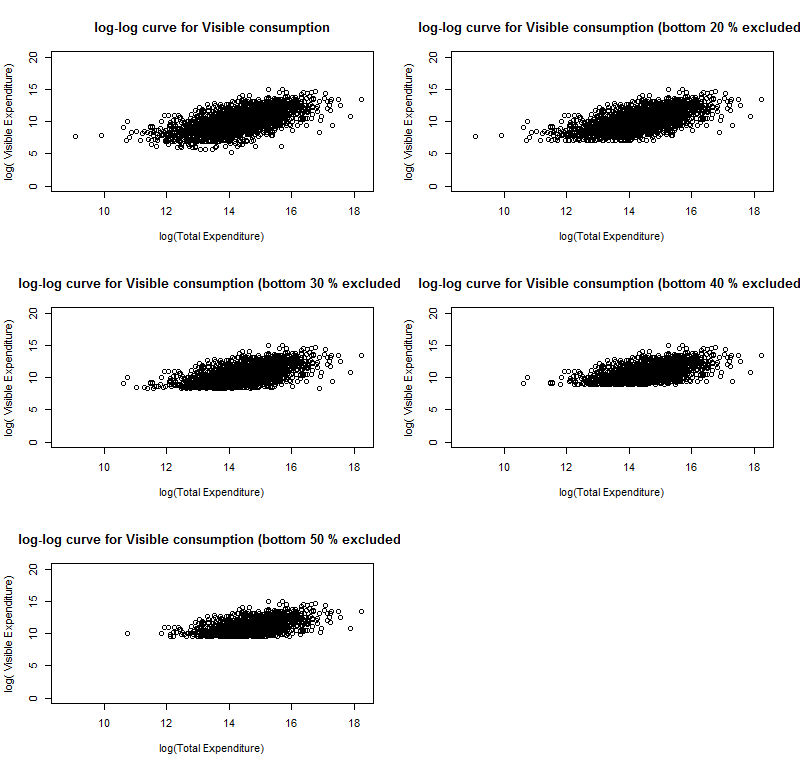 log-log curve for Visible consumption
log( Visible Expenditure)
20
15
10
5
0
10 12 14 16 18
log(Total Expenditure)
log-log curve for Visible consumption (bottom 20 % excluded
log( Visible Expenditure)
20
15
10
5
0
10 12 14 16 18
log(Total Expenditure)
log-log curve for Visible consumption (bottom 30 % excluded
log( Visible Expenditure)
20
15
10
5
0
10 12 14 16 18
log(Total Expenditure)
log-log curve for Visible consumption (bottom 40 % excluded
log( Visible Expenditure)
20
15
10
5
0
10 12 14 16 18
log(Total Expenditure)
log-log curve for Visible consumption (bottom 50 % excluded
log( Visible Expenditure)
20
15
10
5
0
10 12 14 16 18
log(Total Expenditure)